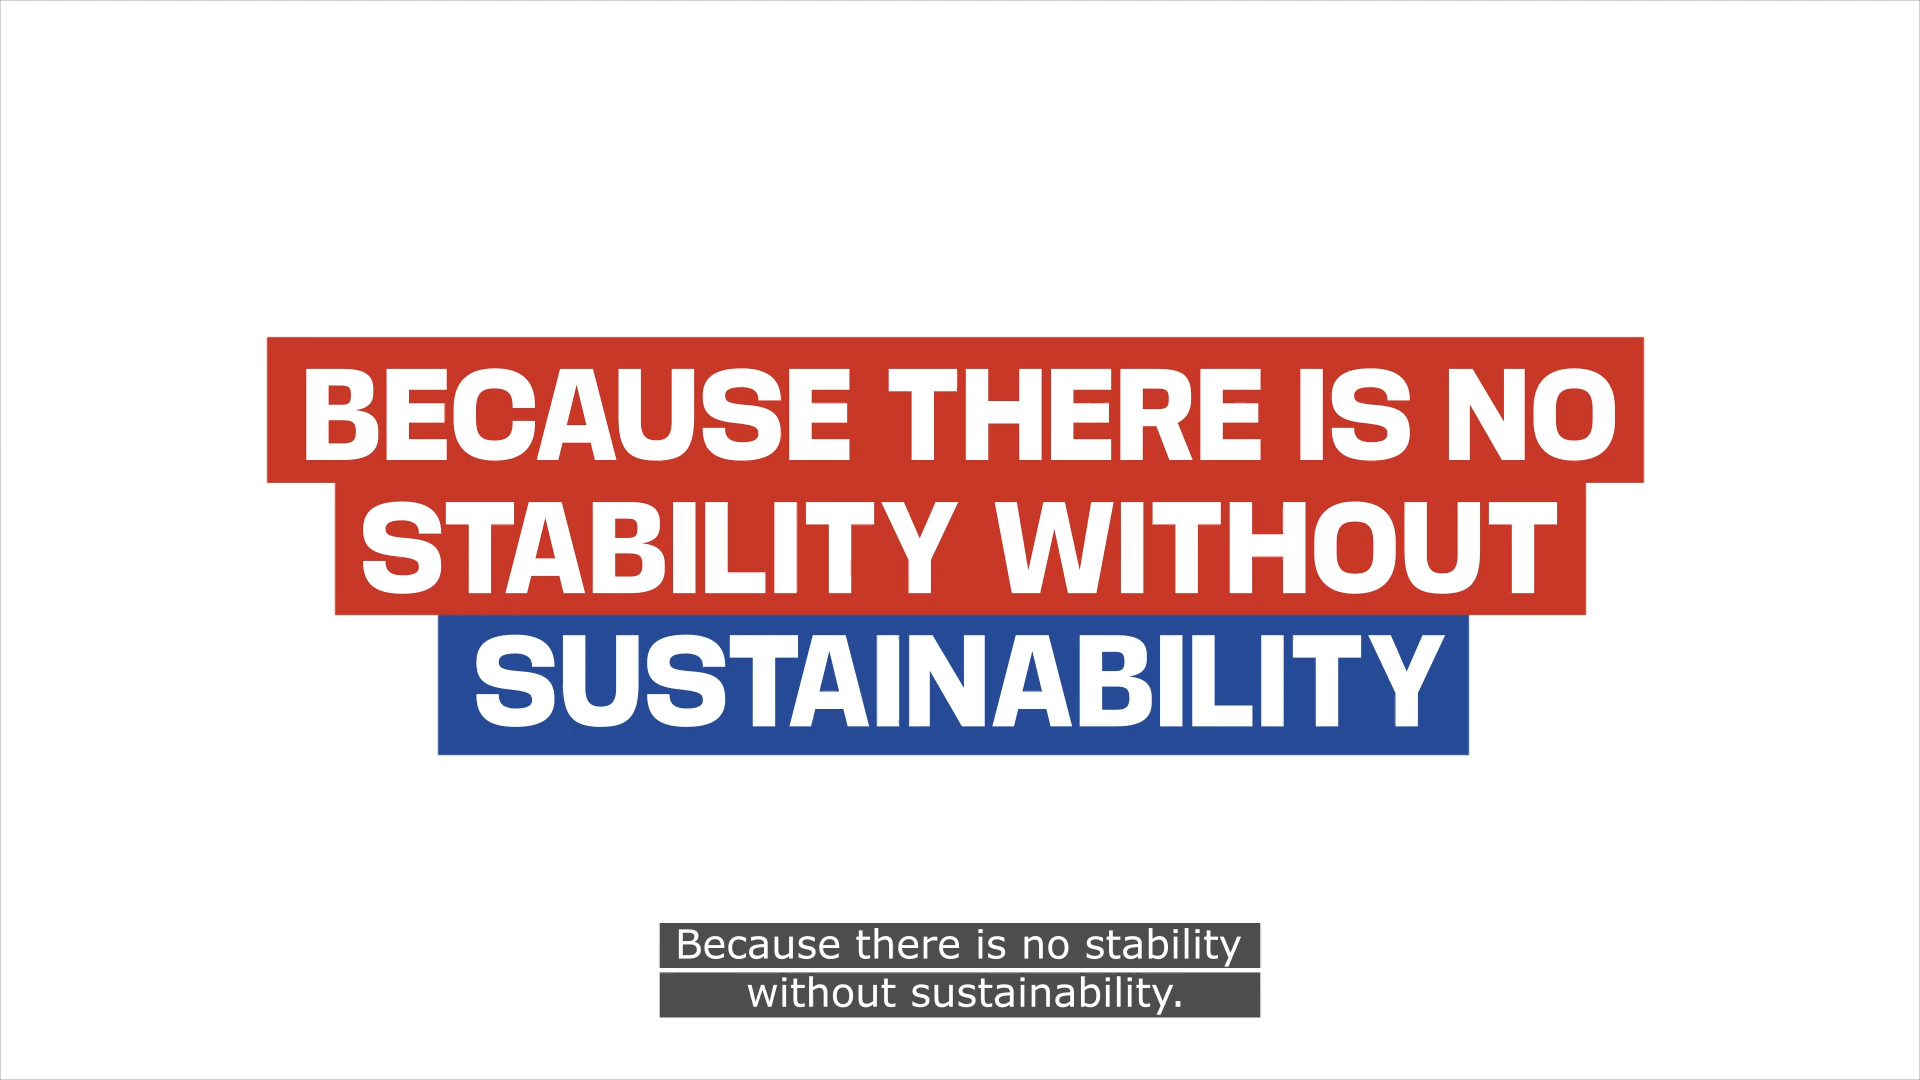 BECAUSE THERE IS NO
STABILITY WITHOUT
SUSTAINABILITY
Because there is no stability
without sustainability.